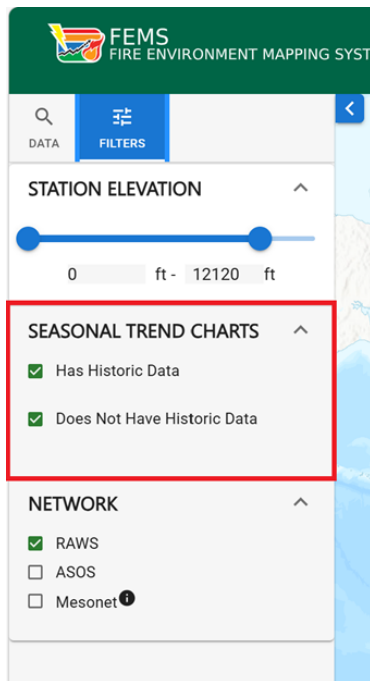 FEMS
FIRE ENVIRONMENT MAPPING SYST
DATA
FILTERS
STATION ELEVATION
0 ft - 12120 ft
SEASONAL TREND CHARTS
Has Historic Data
Does Not Have Historic Data
NETWORK
RAWS
ASOS
Mesonet